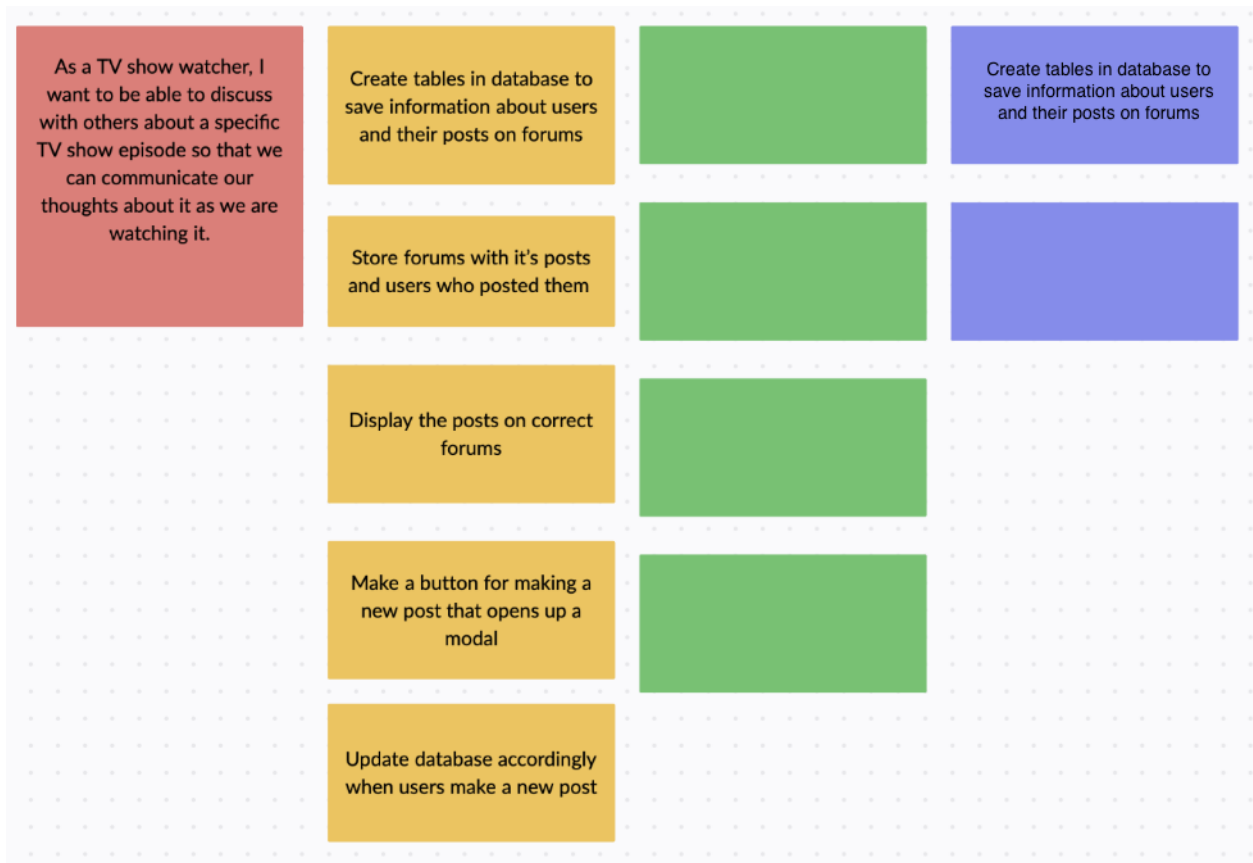 As a TV show watcher, I
want to be able to discuss
with others about a specific
TV show episode so that we
can communicate our
thoughts about it as we are
watching it.
Create tables in database to
save information about users
and their posts on forums
Store forums with it’s posts
and users who posted them
Display the posts on correct
forums
Make a button for making a
new post that opens up a
modal
Update database accordingly
when users make a new post
Create tables in database to
save information about users
and their posts on forums